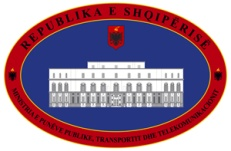 REPUBLIKA E SHQIPËRISË
MINISTRIA E PUNËVE PUBLIKE, TRANSPORTIT DHE TELEKOMUNIKACIONIT